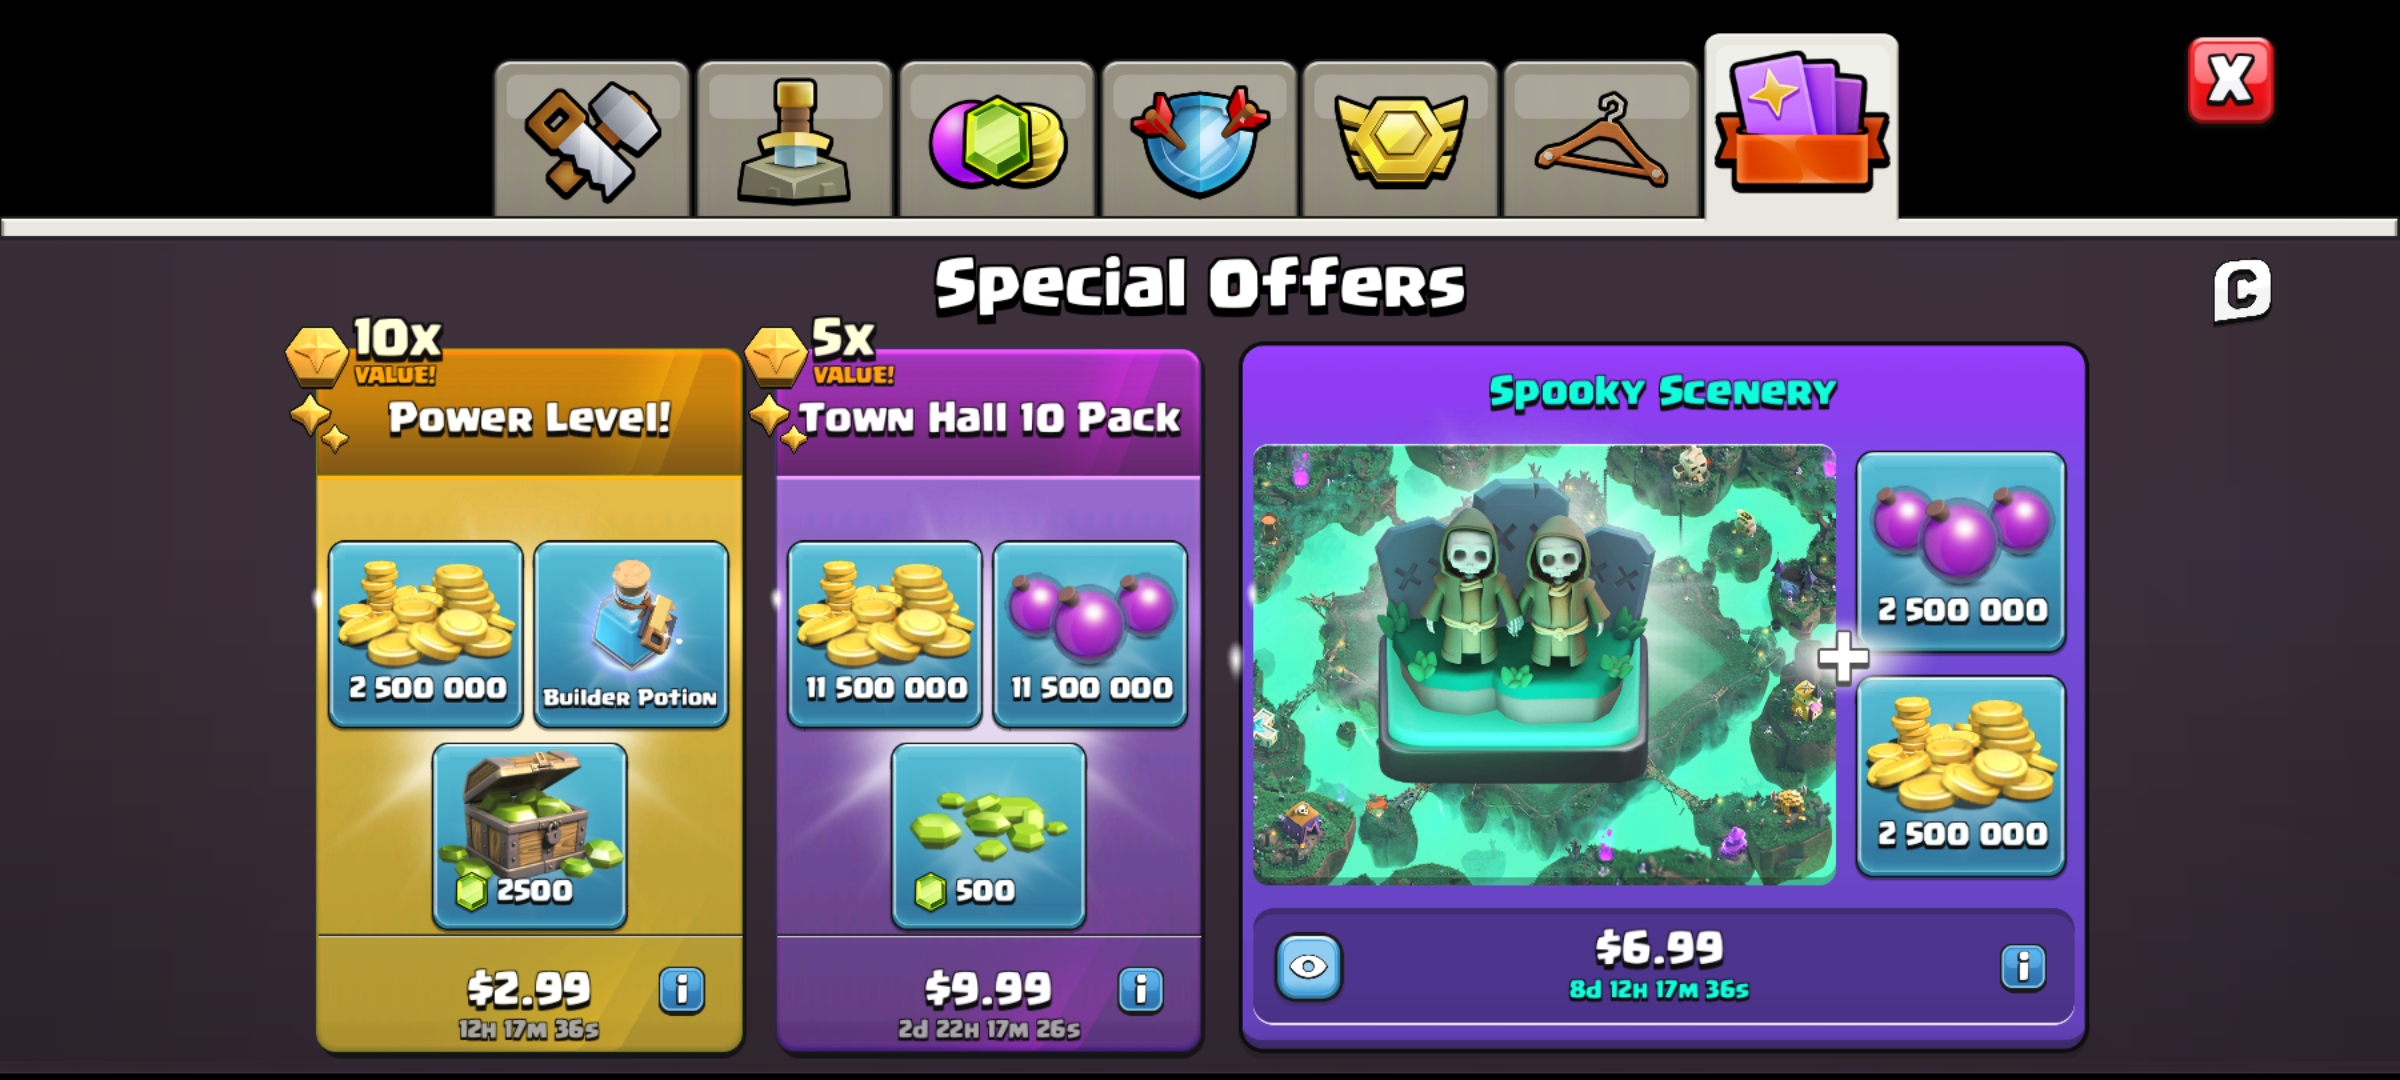 X
Special Offers
C
10x
VALUE!
Power Level!
2 500 000
Builder Potion
2500
$2.99
12h 17m 36s
5x
VALUE!
Town Hall 10 Pack
11 500 000
11 500 000
500
$9.99
2d 22h 17m 26s
Spooky Scenery
2 500 000
2 500 000
$6.99
8d 12h 17m 36s